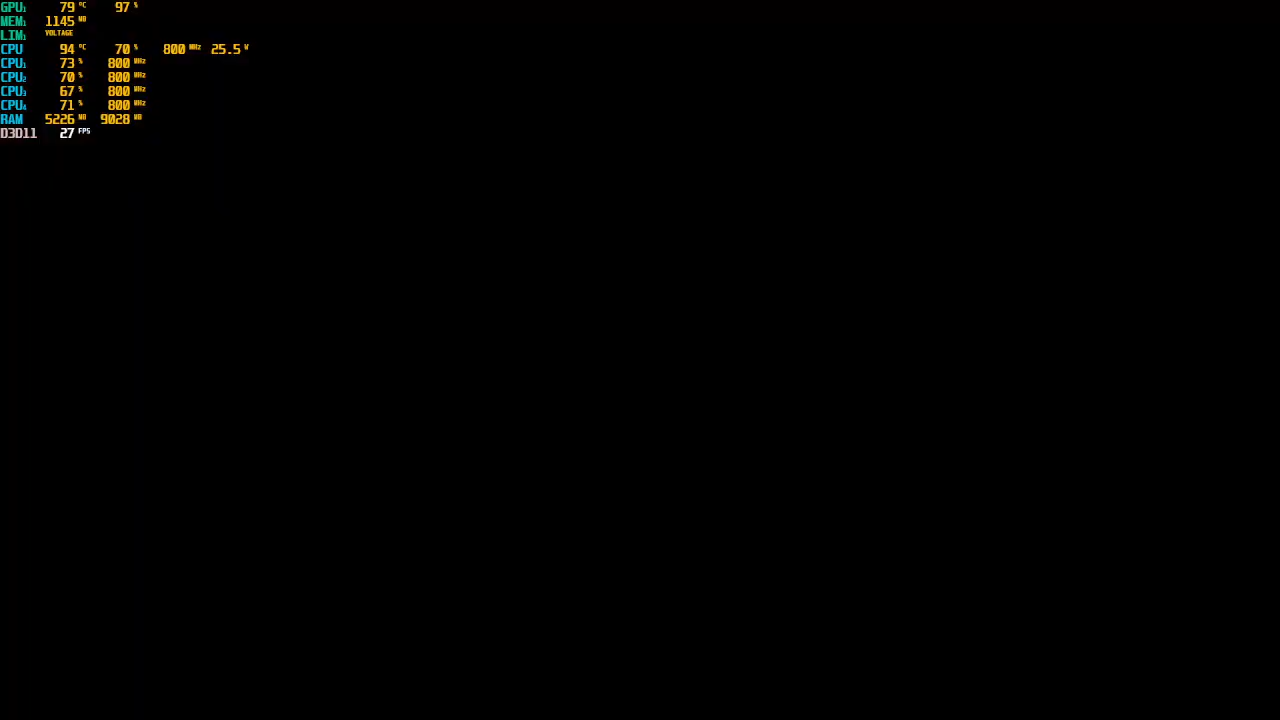 GPU₁ 79 °C 97 %
MEM₁ 1145 MB
LIM₁ VOLTAGE
CPU 94 °C 70 % 800 MHz 25.5 W
CPU₁ 73 % 800 MHz
CPU₂ 70 % 800 MHz
CPU₃ 67 % 800 MHz
CPU₄ 71 % 800 MHz
RAM 5226 MB 9028 MB
D3D11 27 FPS